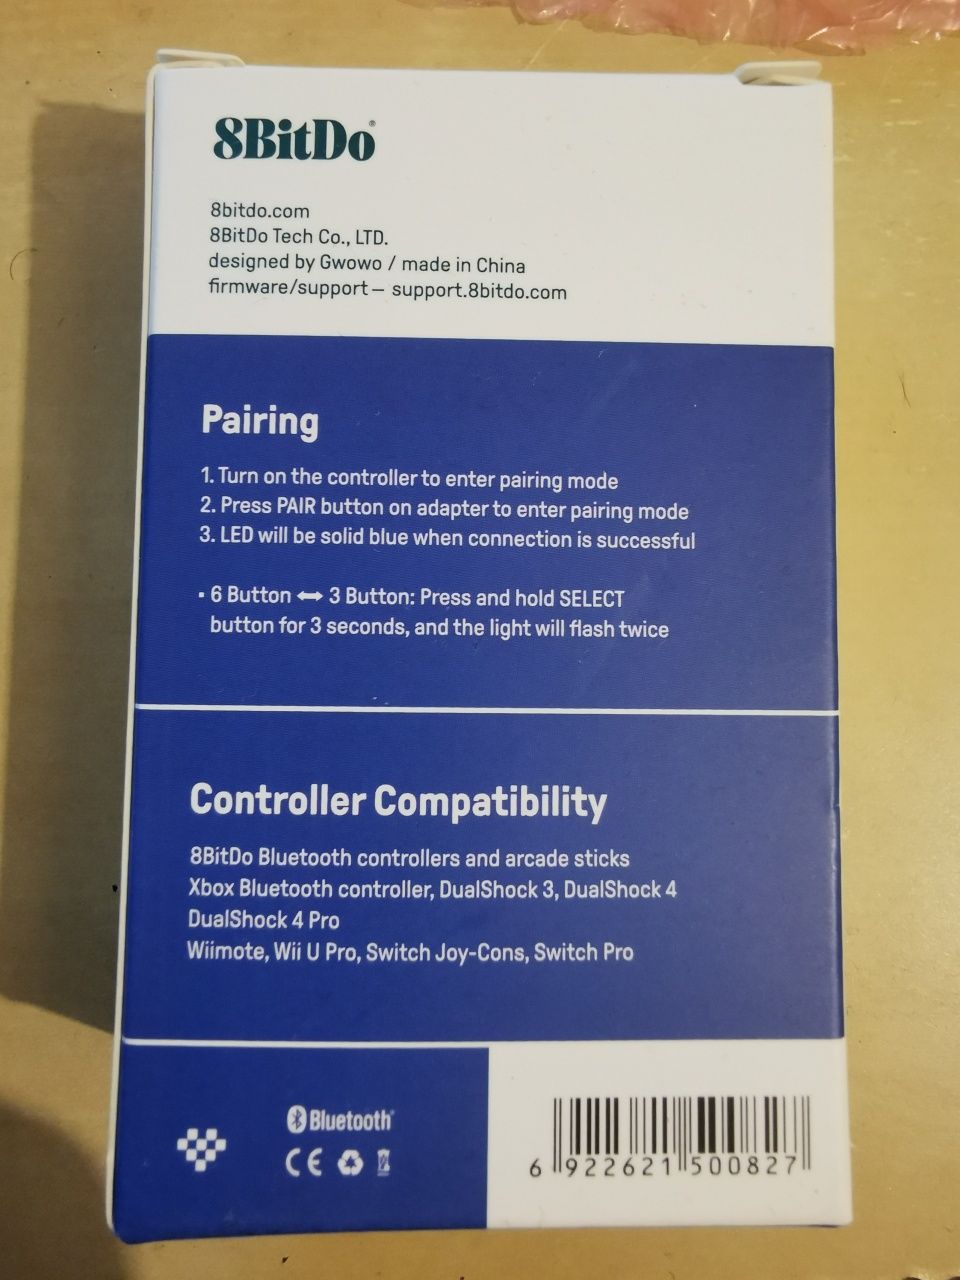 8BitDo®
8bitdo.com
8BitDo Tech Co., LTD.
designed by Gwowo / made in China
firmware/support — support.8bitdo.com
Pairing
1. Turn on the controller to enter pairing mode
2. Press PAIR button on adapter to enter pairing mode
3. LED will be solid blue when connection is successful
· 6 Button ⟷ 3 Button: Press and hold SELECT
button for 3 seconds, and the light will flash twice
Controller Compatibility
8BitDo Bluetooth controllers and arcade sticks
Xbox Bluetooth controller, DualShock 3, DualShock 4
DualShock 4 Pro
Wiimote, Wii U Pro, Switch Joy-Cons, Switch Pro
Bluetooth®
CE
6 922621 500827